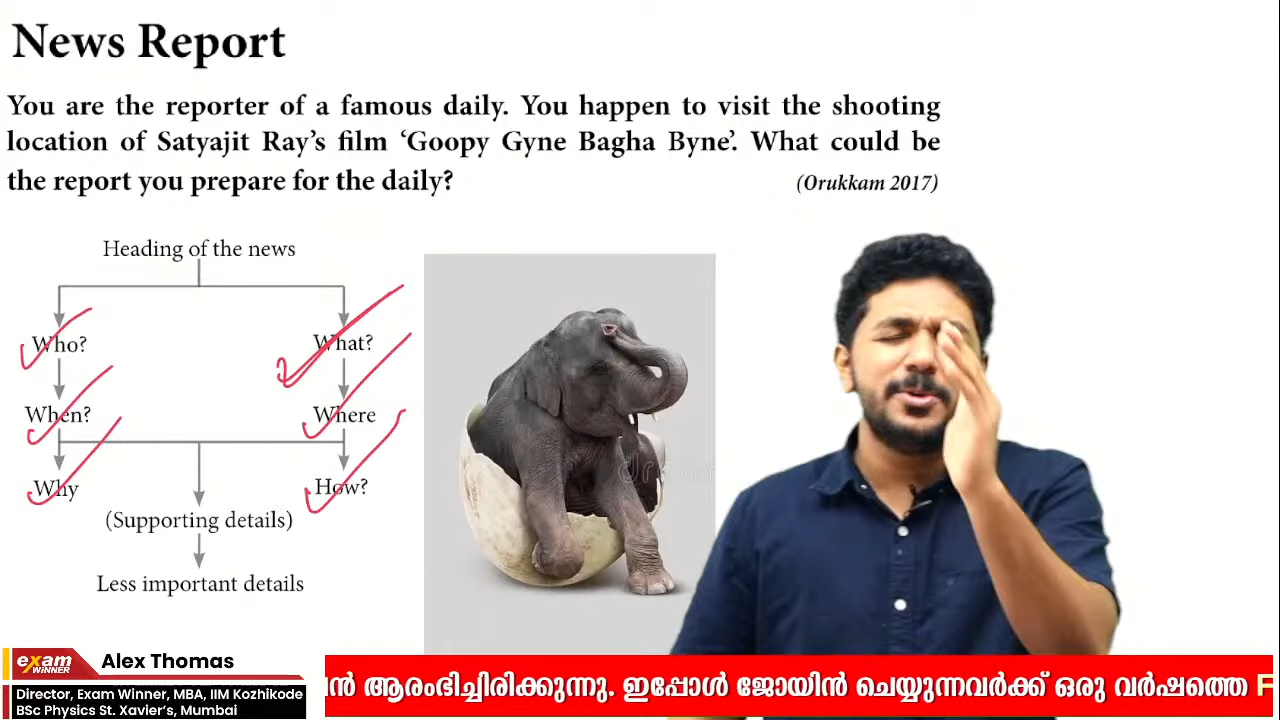 News Report
You are the reporter of a famous daily. You happen to visit the shooting
location of Satyajit Ray's film 'Goopy Gyne Bagha Byne'. What could be
the report you prepare for the daily?
(Orukkam 2017)
Heading of the news
Who?
What?
When?
Where
Why
How?
(Supporting details)
Less important details
exam
WINNER
Alex Thomas
Director, Exam Winner, MBA, IIM Kozhikode
BSc Physics St. Xavier's, Mumbai
ആരംഭിച്ചിരിക്കുന്നു. ഇപ്പോൾ ജോയിൻ ചെയ്യുന്നവർക്ക് ഒരു വർഷത്തെ